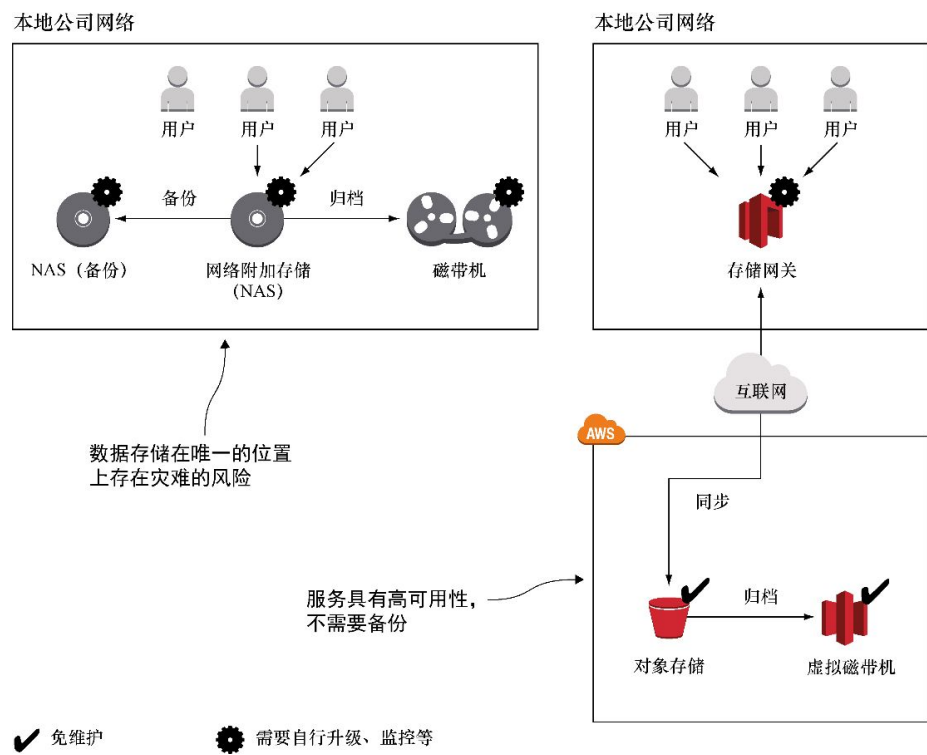 本地公司网络
用户 用户 用户
备份 归档
NAS（备份） 网络附加存储 磁带机
(NAS)
数据存储在唯一的位置
上存在灾难的风险
本地公司网络
用户 用户 用户
存储网关
互联网
AWS
同步
归档
对象存储 虚拟磁带机
服务具有高可用性，
不需要备份
免维护 需要自行升级、监控等